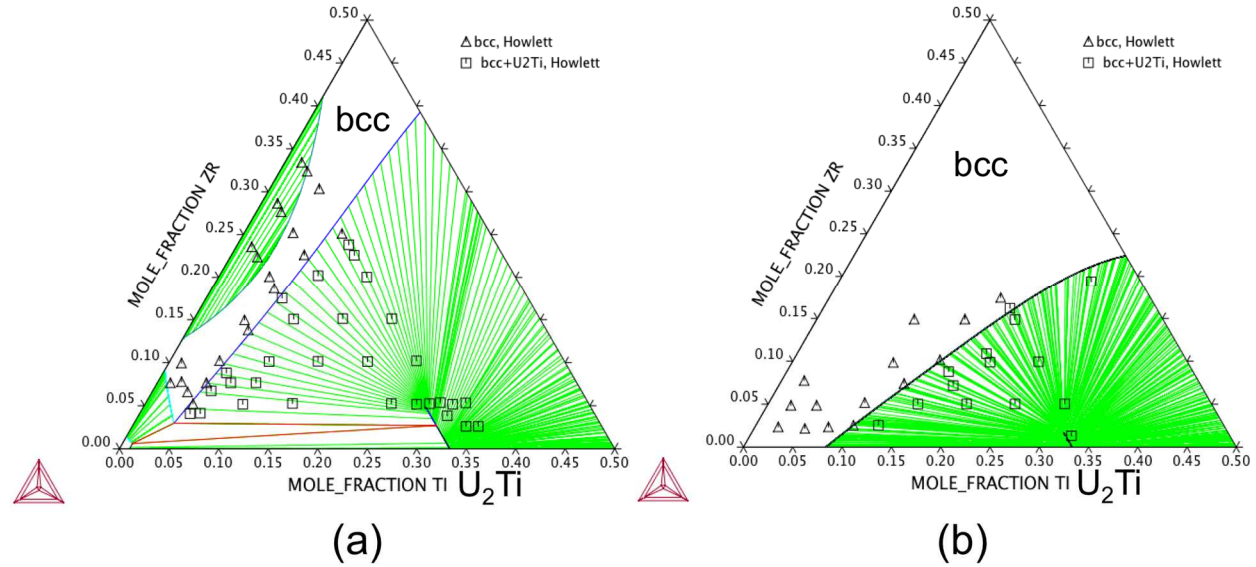 0.50
bcc, Howlett
0.45
bcc+U2Ti, Howlett
0.40
bcc
0.35
0.30
0.25
0.20
0.15
0.10
0.05
0.00
MOLE_FRACTION ZR
0.00 0.05 0.10 0.15 0.20 0.25 0.30 0.35 0.40 0.45 0.50
MOLE_FRACTION TI U₂Ti
(a)
0.50
bcc, Howlett
0.45
bcc+U2Ti, Howlett
0.40
0.35
bcc
0.30
0.25
0.20
0.15
0.10
0.05
0.00
MOLE_FRACTION ZR
0.00 0.05 0.10 0.15 0.20 0.25 0.30 0.35 0.40 0.45 0.50
MOLE_FRACTION TI U₂Ti
(b)